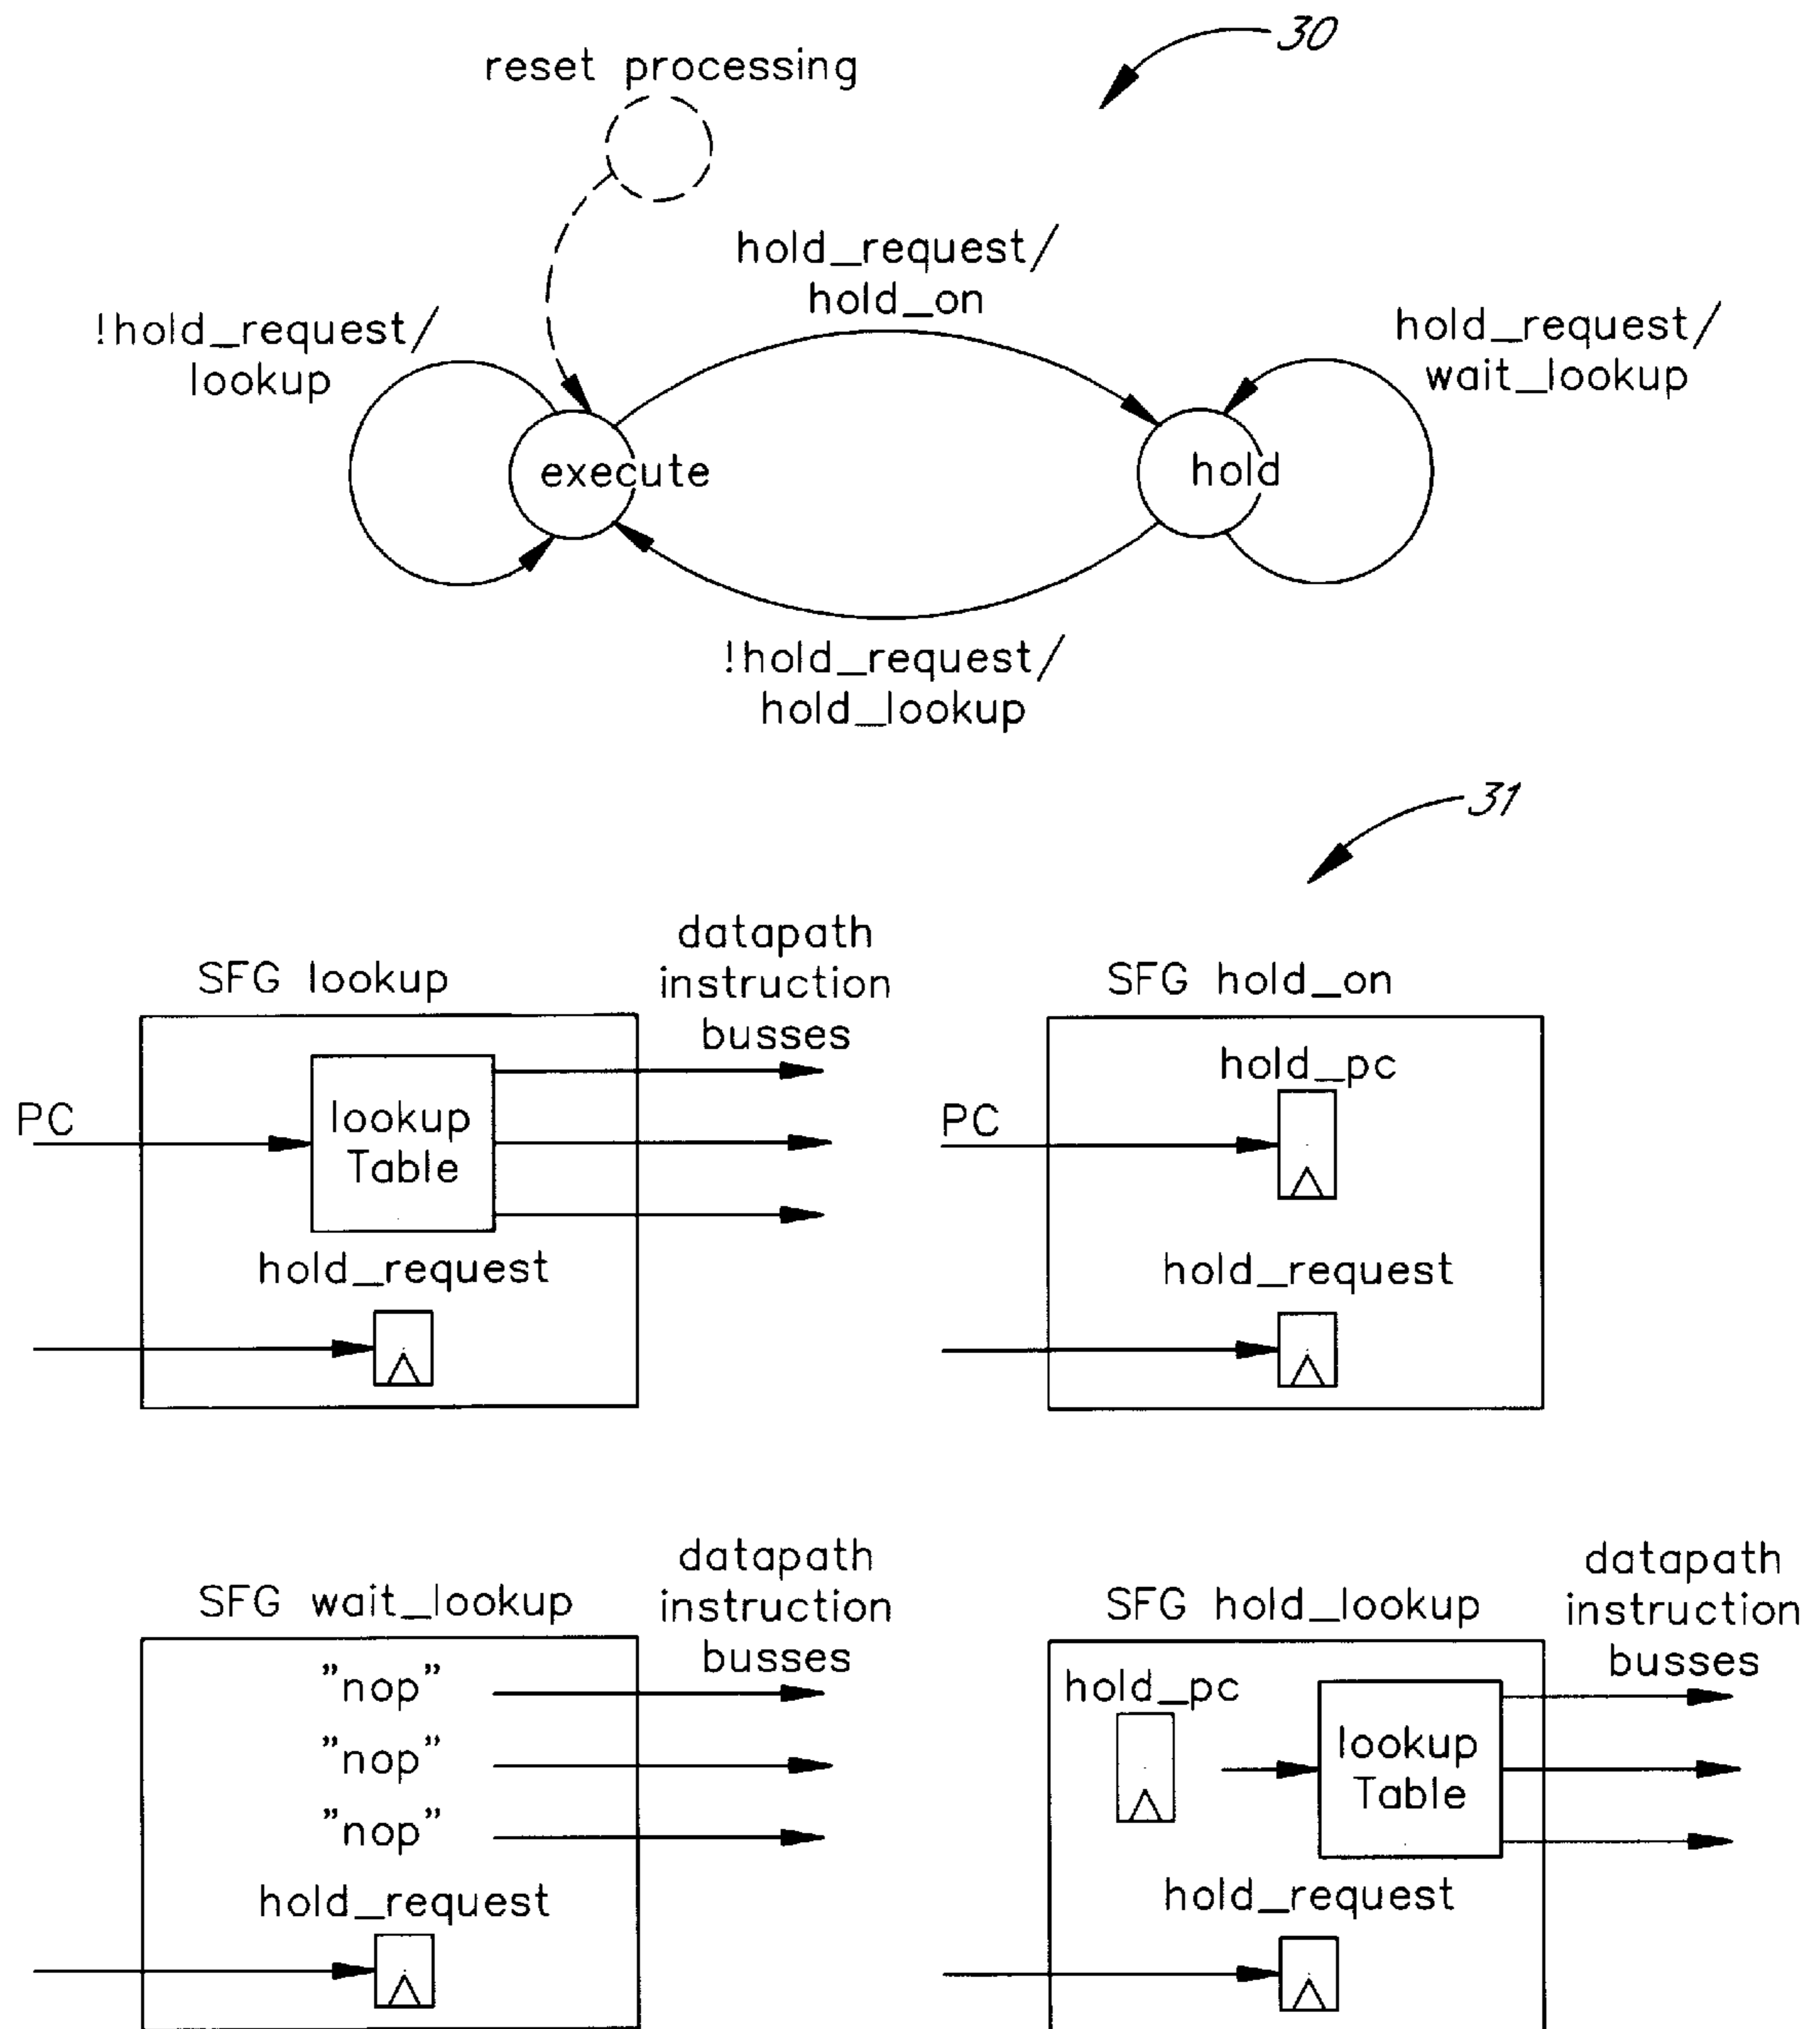 30
reset processing
hold_request/
hold_on
!hold_request/
lookup
hold_request/
wait_lookup
execute
hold
!hold_request/
hold_lookup
31
SFG lookup
datapath
instruction
busses
PC
lookup
Table
hold_request
SFG hold_on
hold_pc
PC
hold_request
SFG wait_lookup
datapath
instruction
busses
"nop"
"nop"
"nop"
hold_request
SFG hold_lookup
datapath
instruction
busses
hold_pc
lookup
Table
hold_request